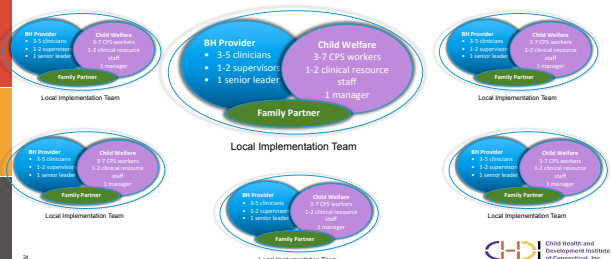 BH Provider
• 3-5 clinicians
• 1-2 supervisors
• 1 senior leader
Child Welfare
3-7 CPS workers
1-2 clinical resource
staff
1 manager
Family Partner
Local Implementation Team
BH Provider
• 3-5 clinicians
• 1-2 supervisors
• 1 senior leader
Child Welfare
3-7 CPS workers
1-2 clinical resource
staff
1 manager
Family Partner
Local Implementation Team
BH Provider
• 3-5 clinicians
• 1-2 supervisors
• 1 senior leader
Child Welfare
3-7 CPS workers
1-2 clinical resource
staff
1 manager
Family Partner
Local Implementation Team
BH Provider
• 3-5 clinicians
• 1-2 supervisors
• 1 senior leader
Child Welfare
3-7 CPS workers
1-2 clinical resource
staff
1 manager
Family Partner
Local Implementation Team
BH Provider
• 3-5 clinicians
• 1-2 supervisors
• 1 senior leader
Child Welfare
3-7 CPS workers
1-2 clinical resource
staff
1 manager
Family Partner
Local Implementation Team
BH Provider
• 3-5 clinicians
• 1-2 supervisors
• 1 senior leader
Child Welfare
3-7 CPS workers
1-2 clinical resource
staff
1 manager
Family Partner
Local Implementation Team
24
CHDI
Child Health and
Development Institute
of Connecticut, Inc.